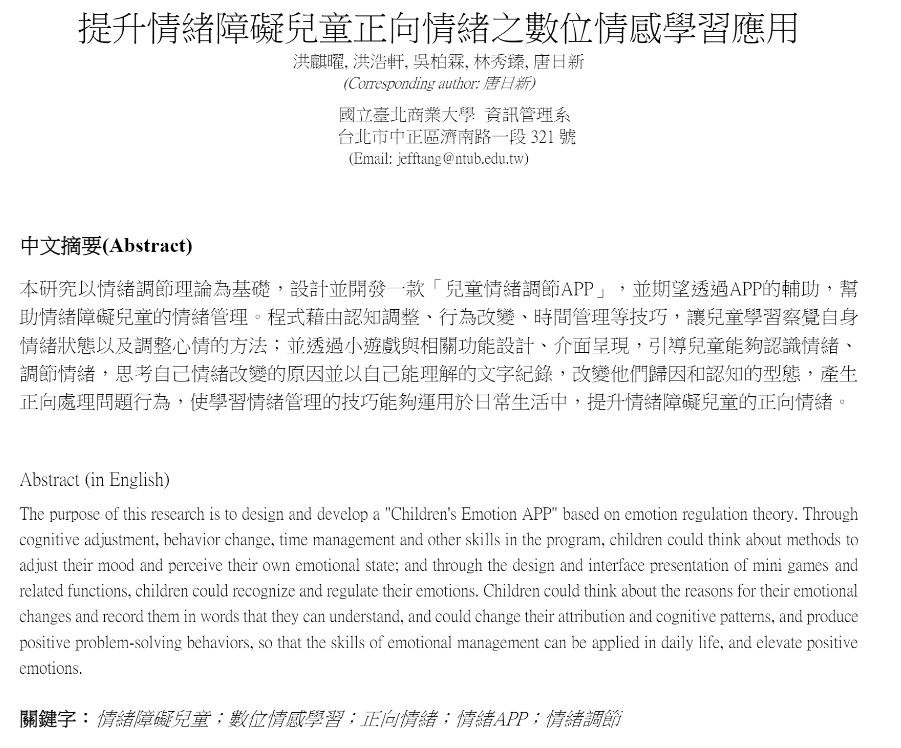 提升情緒障礙兒童正向情緒之數位情感學習應用
洪麒曜, 洪浩軒, 吳柏霖, 林秀臻, 唐日新
(Corresponding author: 唐日新)
國立臺北商業大學 資訊管理系
台北市中正區濟南路一段 321 號
(Email: jefftang@ntub.edu.tw)
中文摘要(Abstract)
本研究以情緒調節理論為基礎，設計並開發一款「兒童情緒調節APP」，並期望透過APP的輔助，幫
助情緒障礙兒童的情緒管理。程式藉由認知調整、行為改變、時間管理等技巧，讓兒童學習察覺自身
情緒狀態以及調整心情的方法；並透過小遊戲與相關功能設計、介面呈現，引導兒童能夠認識情緒、
調節情緒，思考自己情緒改變的原因並以自己能理解的文字紀錄，改變他們歸因和認知的型態，產生
正向處理問題行為，使學習情緒管理的技巧能夠運用於日常生活中，提升情緒障礙兒童的正向情緒。
Abstract (in English)
The purpose of this research is to design and develop a "Children's Emotion APP" based on emotion regulation theory. Through
cognitive adjustment, behavior change, time management and other skills in the program, children could think about methods to
adjust their mood and perceive their own emotional state; and through the design and interface presentation of mini games and
related functions, children could recognize and regulate their emotions. Children could think about the reasons for their emotional
changes and record them in words that they can understand, and could change their attribution and cognitive patterns, and produce
positive problem-solving behaviors, so that the skills of emotional management can be applied in daily life, and elevate positive
emotions.
關鍵字：情緒障礙兒童；數位情感學習；正向情緒；情緒APP；情緒調節